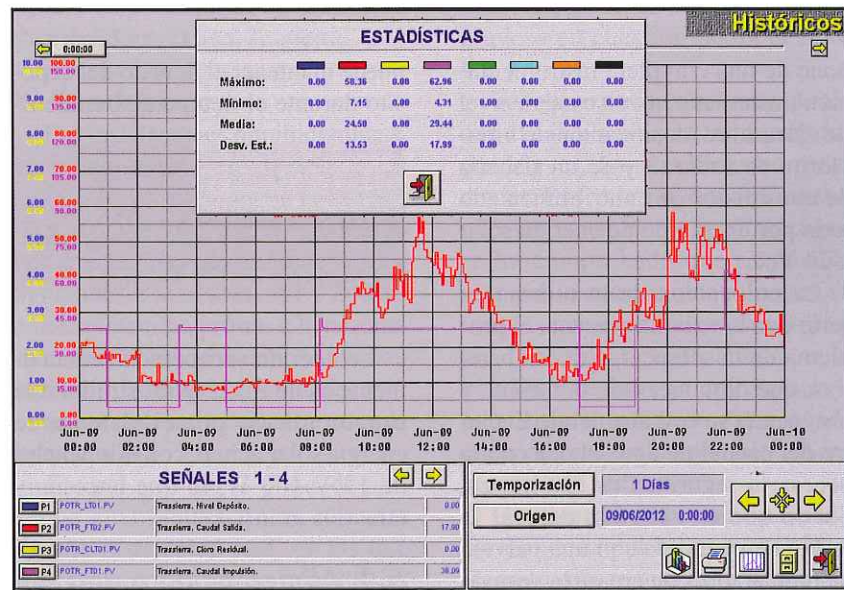 Históricos
ESTADÍSTICAS
0:00:00
Máximo: 0.00 58,36 0.00 62.96 0.00 0.00 0.00 0.00
Mínimo: 0.00 7.15 0.00 4.31 0.00 0.00 0.00 0.00
Media: 0.00 24,50 0.00 29.44 0.00 0.00 0.00 0.00
Desv. Est.: 0.00 13.53 0.00 17.99 0.00 0.00 0.00 0.00
10.00 100.00
150.00
9.00 90.00
135.00
8.00 80.00
120.00
7.00 70.00
105.00
6.00 60.00
90.00
5.00 50.00
75.00
4.00 40.00
60.00
3.00 30.00
45.00
2.00 20.00
30.00
1.00 10.00
15.00
0.00 0.00
0.00
Jun-09 Jun-09 Jun-09 Jun-09 Jun-09 Jun-09 Jun-09 Jun-09 Jun-09 Jun-09 Jun-09 Jun-09 Jun-10
00:00 02:00 04:00 06:00 08:00 10:00 12:00 14:00 16:00 18:00 20:00 22:00 00:00
SEÑALES 1 - 4
P1 POTR_LT01.PV Trassierra. Nivel Depósito. 0.00
P2 POTR_FT02.PV Trassierra. Caudal Salida. 17.90
P3 POTR_CLT01.PV Trassierra. Cloro Residual. 0.00
P4 POTR_FT01.PV Trassierra. Caudal Impulsión. 38.09
Temporización 1 Días
Origen 09/06/2012 0:00:00